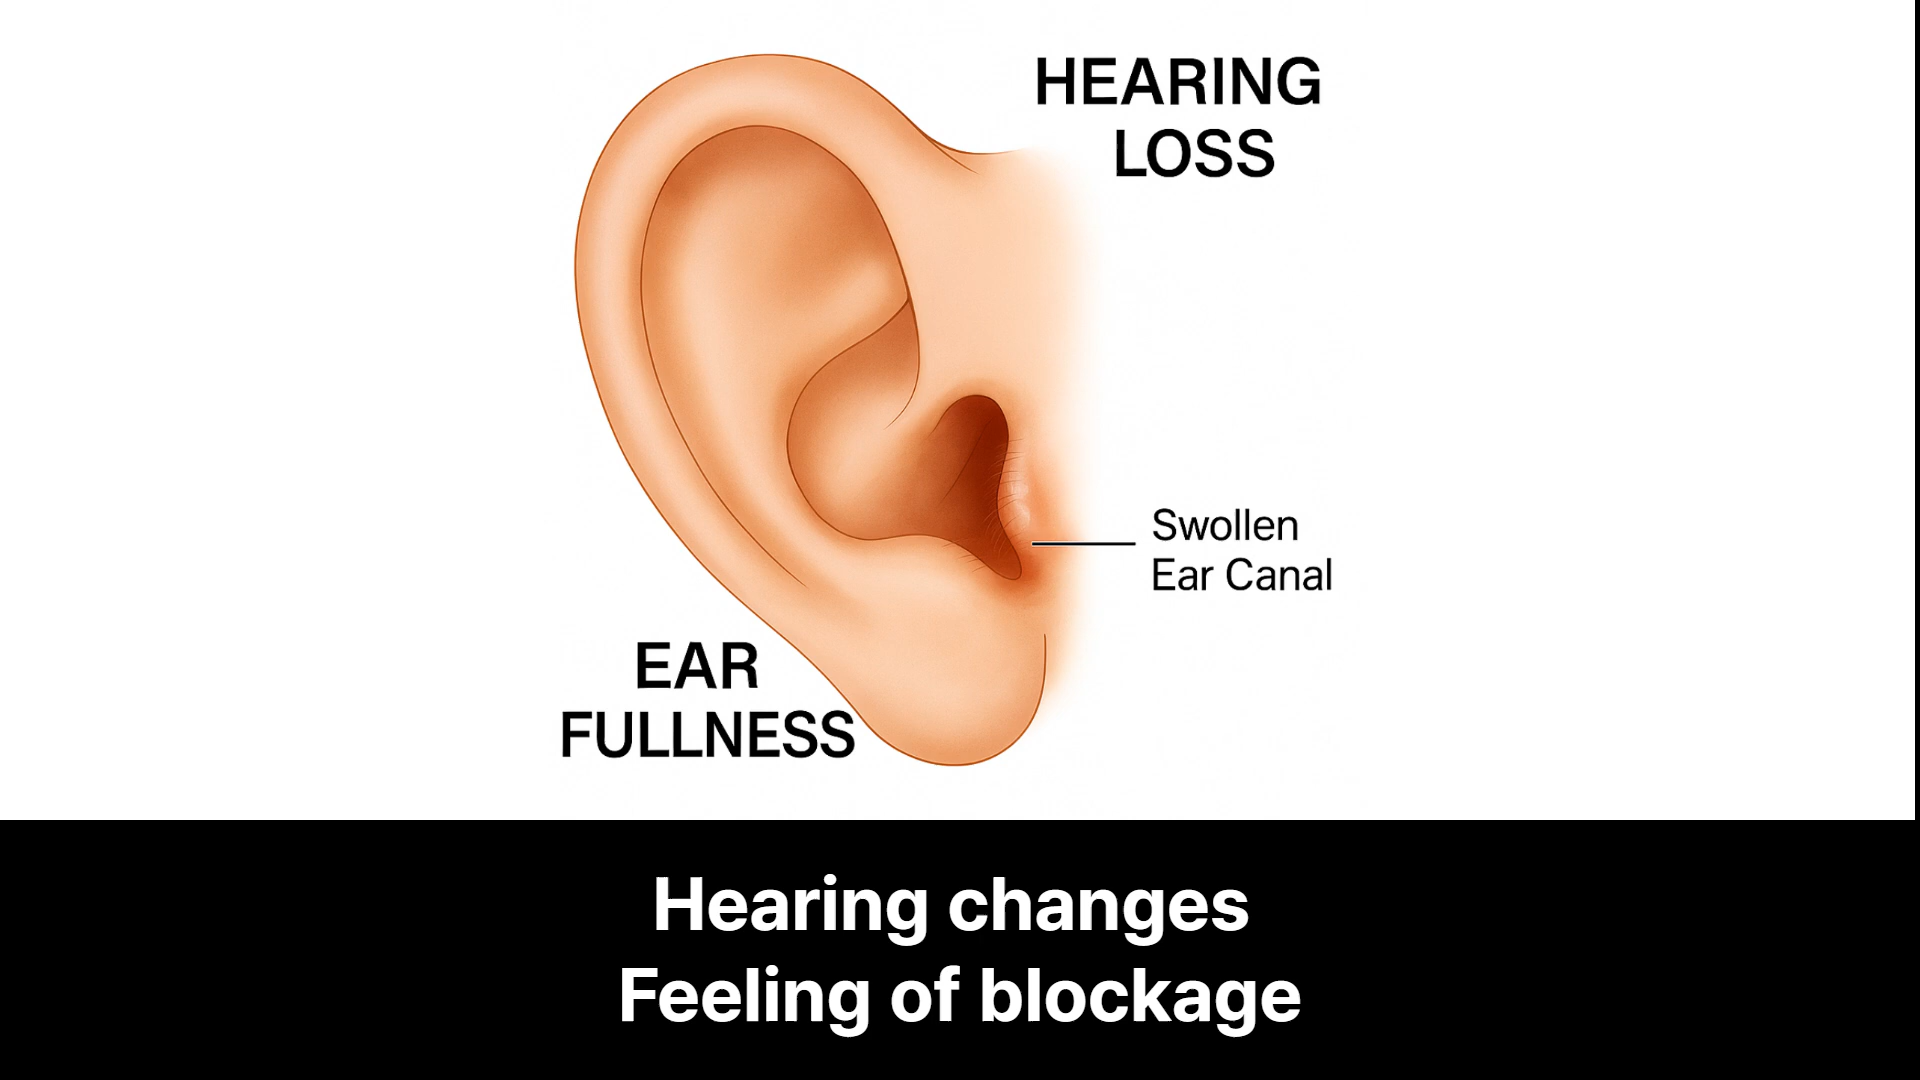 HEARING
LOSS
Swollen
Ear Canal
EAR
FULLNESS
Hearing changes
Feeling of blockage